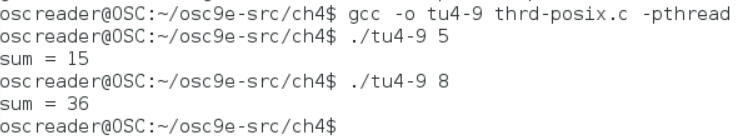 oscreader@OSC:~/osc9e-src/ch4$ gcc -o tu4-9 thrd-posix.c -pthread
oscreader@OSC:~/osc9e-src/ch4$ ./tu4-9 5
sum = 15
oscreader@OSC:~/osc9e-src/ch4$ ./tu4-9 8
sum = 36
oscreader@OSC:~/osc9e-src/ch4$